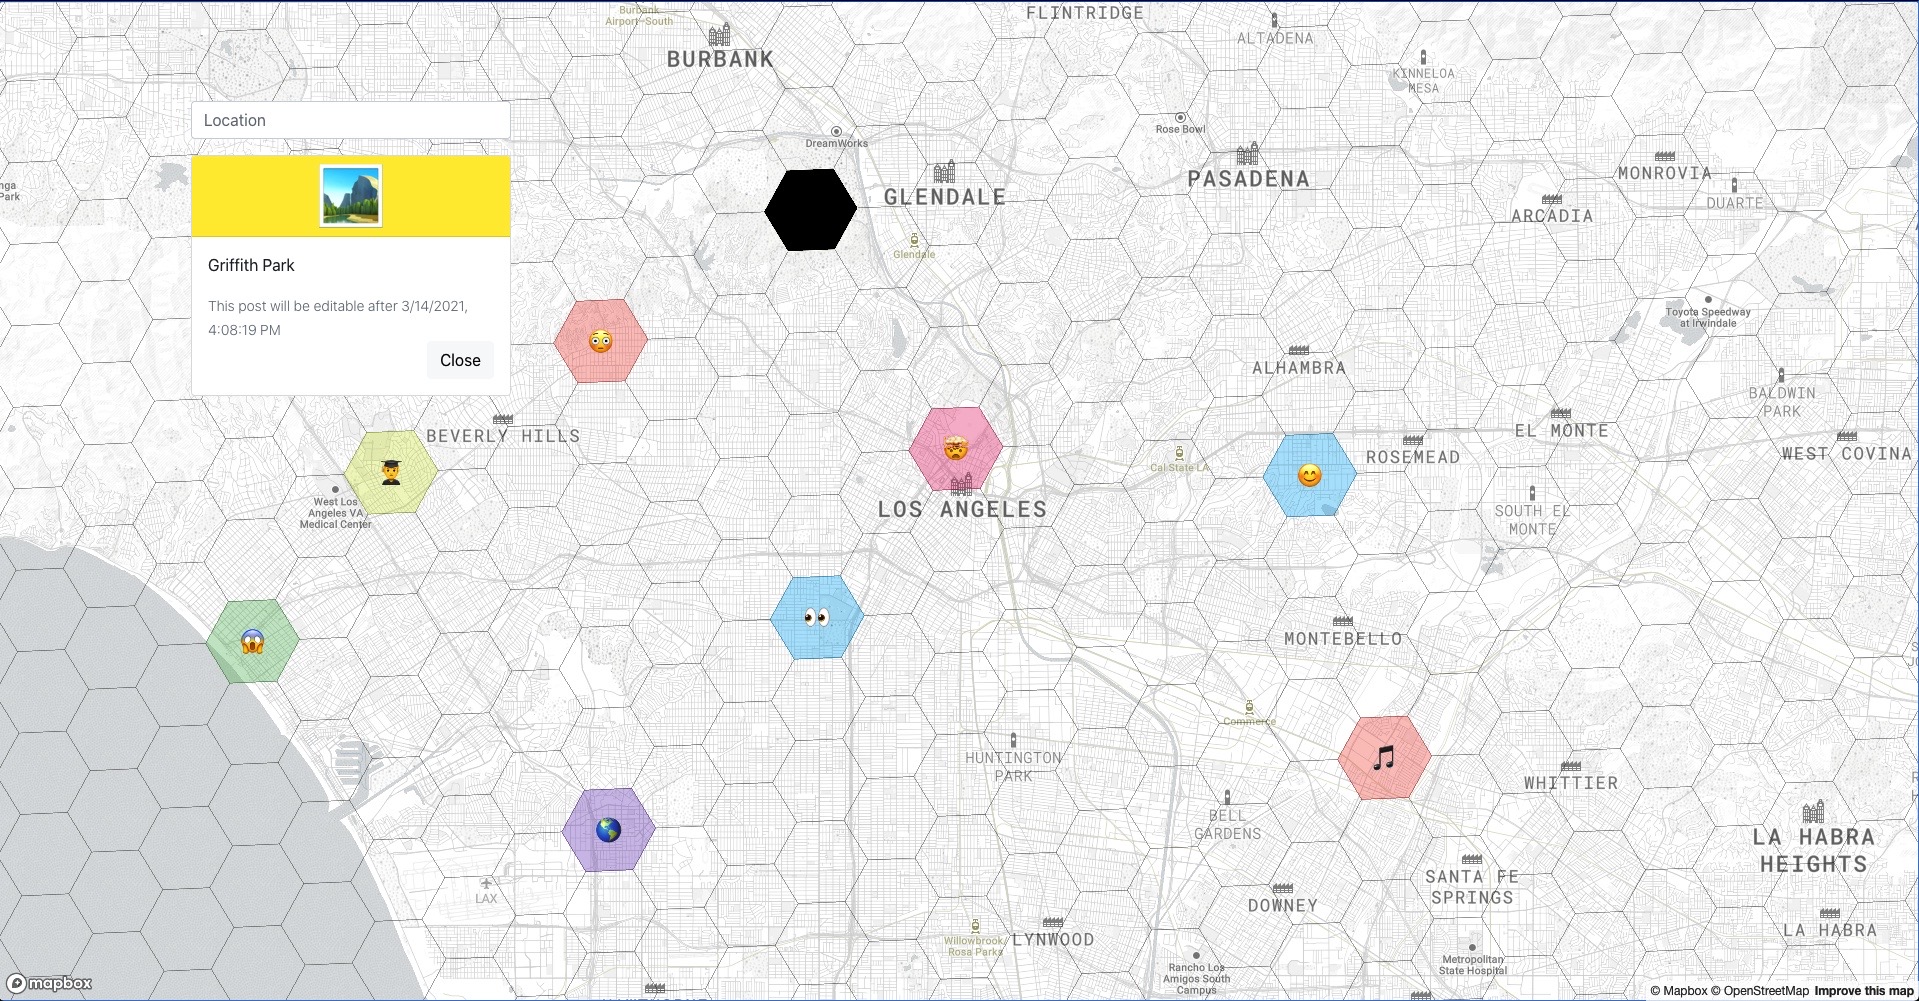 Burbank
Airport-South
FLINTRIDGE
BURBANK
ALTADENA
KINNELOA
MESA
Location
DreamWorks
Rose Bowl
GLENDALE
PASADENA
MONROVIA
DUARTE
ARCADIA
Park
Glendale
Griffith Park
This post will be editable after 3/14/2021,
4:08:19 PM
Close
Toyota Speedway
at Irwindale
ALHAMBRA
BALDWIN
PARK
BEVERLY HILLS
EL MONTE
ROSEMEAD
WEST COVINA
Cal State LA
West Los
Angeles VA
Medical Center
LOS ANGELES
SOUTH EL
MONTE
MONTEBELLO
Commerce
HUNTINGTON
PARK
WHITTIER
BELL
GARDENS
LA HABRA
HEIGHTS
SANTA FE
SPRINGS
LAX
DOWNEY
LA HABRA
Willowbrook/
Rosa Parks
LYNWOOD
Rancho Los
Amigos South
Campus
Metropolitan
State Hospital
mapbox
© Mapbox © OpenStreetMap Improve this map